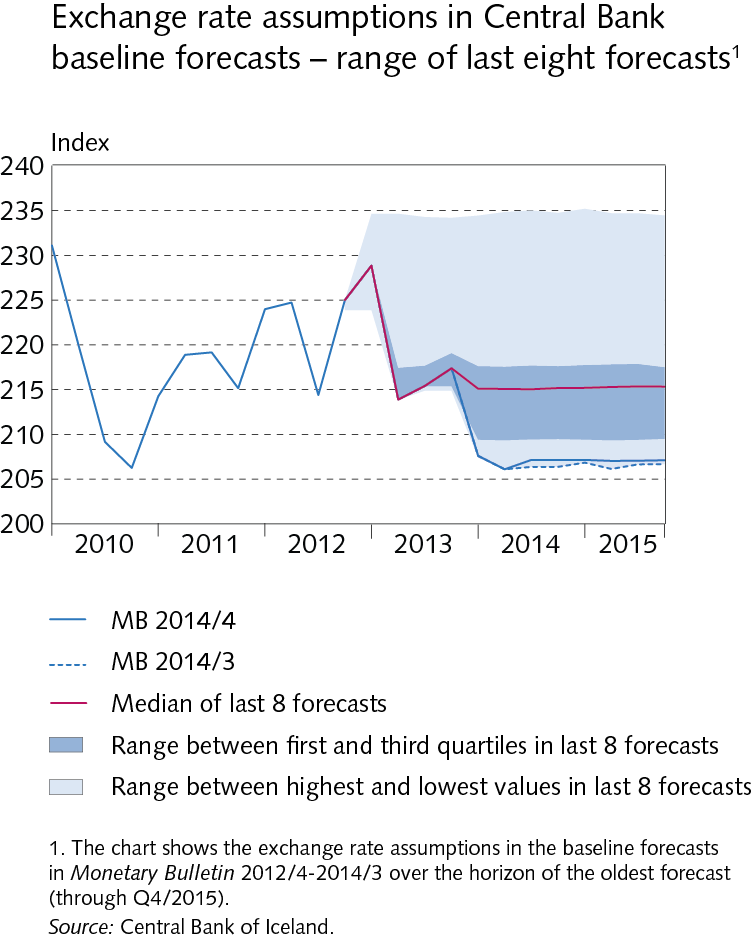 Exchange rate assumptions in Central Bank
baseline forecasts – range of last eight forecasts¹
Index
240
235
230
225
220
215
210
205
200
2010 2011 2012 2013 2014 2015
MB 2014/4
MB 2014/3
Median of last 8 forecasts
Range between first and third quartiles in last 8 forecasts
Range between highest and lowest values in last 8 forecasts
1. The chart shows the exchange rate assumptions in the baseline forecasts
in Monetary Bulletin 2012/4-2014/3 over the horizon of the oldest forecast
(through Q4/2015).
Source: Central Bank of Iceland.